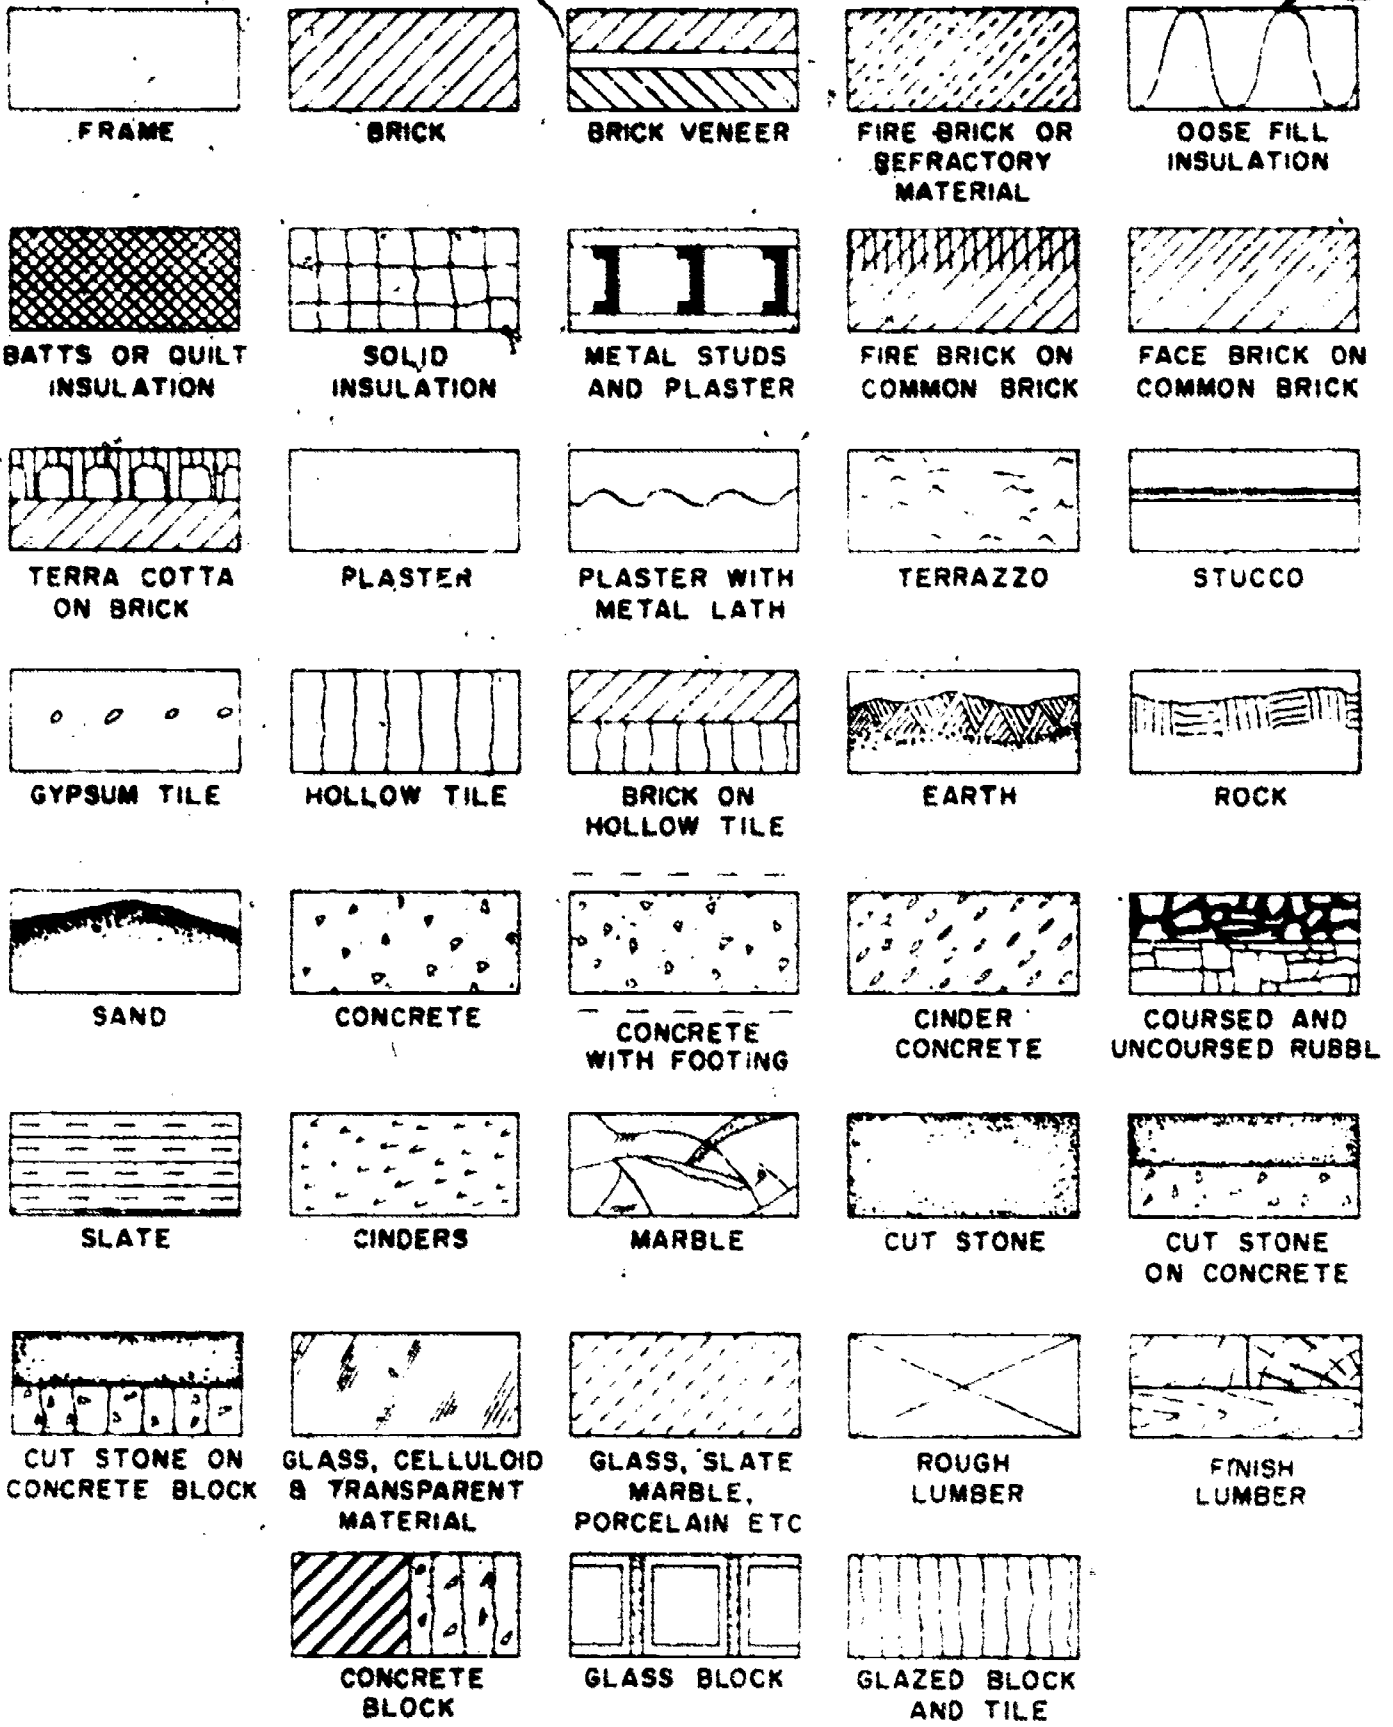 FRAME
BRICK
BRICK VENEER
FIRE BRICK OR
REFRACTORY
MATERIAL
OOSE FILL
INSULATION
BATTS OR QUILT
INSULATION
SOLID
INSULATION
METAL STUDS
AND PLASTER
FIRE BRICK ON
COMMON BRICK
FACE BRICK ON
COMMON BRICK
TERRA COTTA
ON BRICK
PLASTER
PLASTER WITH
METAL LATH
TERRAZZO
STUCCO
GYPSUM TILE
HOLLOW TILE
BRICK ON
HOLLOW TILE
EARTH
ROCK
SAND
CONCRETE
CONCRETE
WITH FOOTING
CINDER
CONCRETE
COURSED AND
UNCOURSED RUBBL
SLATE
CINDERS
MARBLE
CUT STONE
CUT STONE
ON CONCRETE
CUT STONE ON
CONCRETE BLOCK
GLASS, CELLULOID
& TRANSPARENT
MATERIAL
GLASS, SLATE
MARBLE,
PORCELAIN ETC
ROUGH
LUMBER
FINISH
LUMBER
CONCRETE
BLOCK
GLASS BLOCK
GLAZED BLOCK
AND TILE